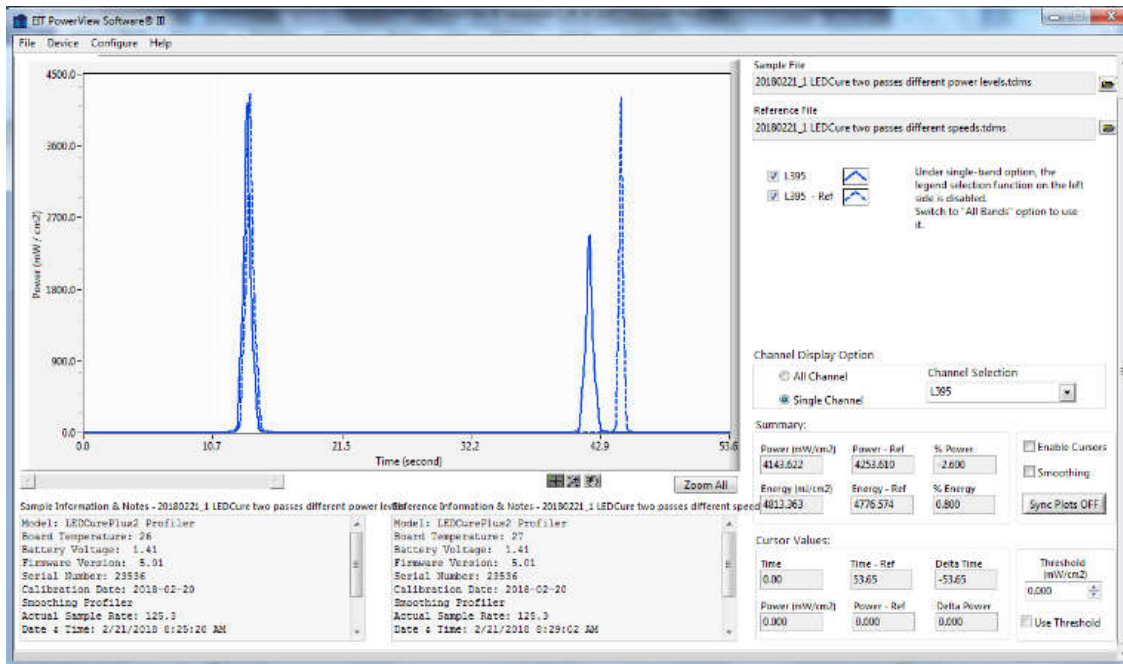 EIT PowerView Software® III
File Device Configure Help
4500.0
3600.0
2700.0
1800.0
900.0
0.0
Power (mW / cm2)
0.0 10.7 21.5 32.2 42.9 53.6
Time (second)
Zoom All
Sample File
20180221_1 LEDCure two passes different power levels.tdms
Reference File
20180221_1 LEDCure two passes different speeds.tdms
L395
L395 - Ref
Under single-band option, the
legend selection function on the left
side is disabled.
Switch to "All Bands" option to use
it.
Channel Display Option
All Channel
Single Channel
Channel Selection
L395
Summary:
Power (mW/cm2) Power - Ref % Power
4143.622 4253.610 -2.600
Energy (mJ/cm2) Energy - Ref % Energy
4813.363 4776.574 0.800
Enable Cursors
Smoothing
Sync Plots OFF
Cursor Values:
Time Time - Ref Delta Time
0.00 53.65 -53.65
Power (mW/cm2) Power - Ref Delta Power
0.000 0.000 0.000
Threshold
(mW/cm2)
0.000
Use Threshold
Sample Information & Notes - 20180221_1 LEDCure two passes different power levels
Model: LEDCurePlus2 Profiler
Board Temperature: 26
Battery Voltage: 1.41
Firmware Version: 5.01
Serial Number: 23536
Calibration Date: 2018-02-20
Smoothing Profiler
Actual Sample Rate: 125.3
Date & Time: 2/21/2018 8:25:20 AM
Reference Information & Notes - 20180221_1 LEDCure two passes different speed
Model: LEDCurePlus2 Profiler
Board Temperature: 27
Battery Voltage: 1.41
Firmware Version: 5.01
Serial Number: 23536
Calibration Date: 2018-02-20
Smoothing Profiler
Actual Sample Rate: 125.3
Date & Time: 2/21/2018 8:29:02 AM